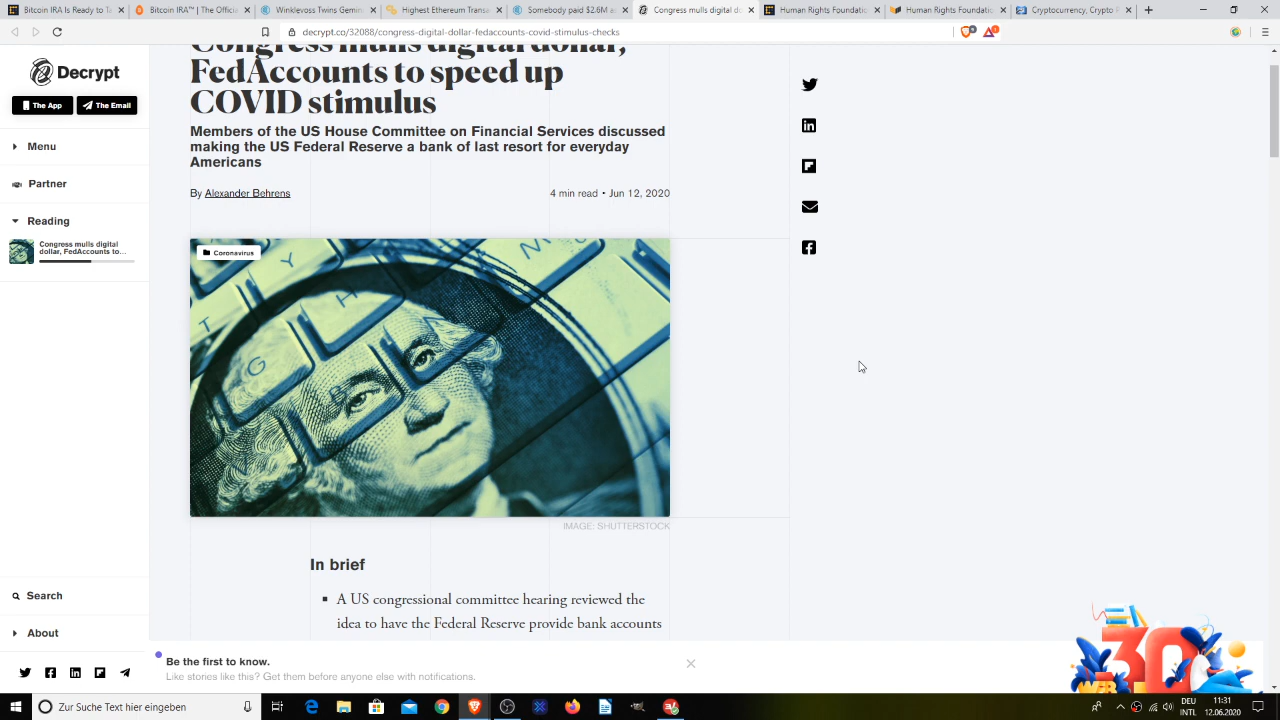 Bitcoin IRA Is Ready to Te
Bitcoin IRA™ | The Officia
Winklevoss Twins Gemin
Highest Ethereum Transa
Somebody paid $2.6M as
Congress mulls digital do
Human Rights Foundatio
Human Rights Foundatio
Cryptocurrency, Crypto P
decrypt.co/32088/congress-digital-dollar-fedaccounts-covid-stimulus-checks
Decrypt
The App
The Email
Menu
Partner
Reading
Congress mulls digital
dollar, FedAccounts to...
Search
About
Congress mulls digital dollar,
FedAccounts to speed up
COVID stimulus
Members of the US House Committee on Financial Services discussed
making the US Federal Reserve a bank of last resort for everyday
Americans
By Alexander Behrens
4 min read • Jun 12, 2020
Coronavirus
T
Y
H
N
G
B
IMAGE: SHUTTERSTOCK
In brief
A US congressional committee hearing reviewed the
idea to have the Federal Reserve provide bank accounts
Be the first to know.
Like stories like this? Get them before anyone else with notifications.
30
Zur Suche Text hier eingeben
DEU
INTL
11:31
12.06.2020